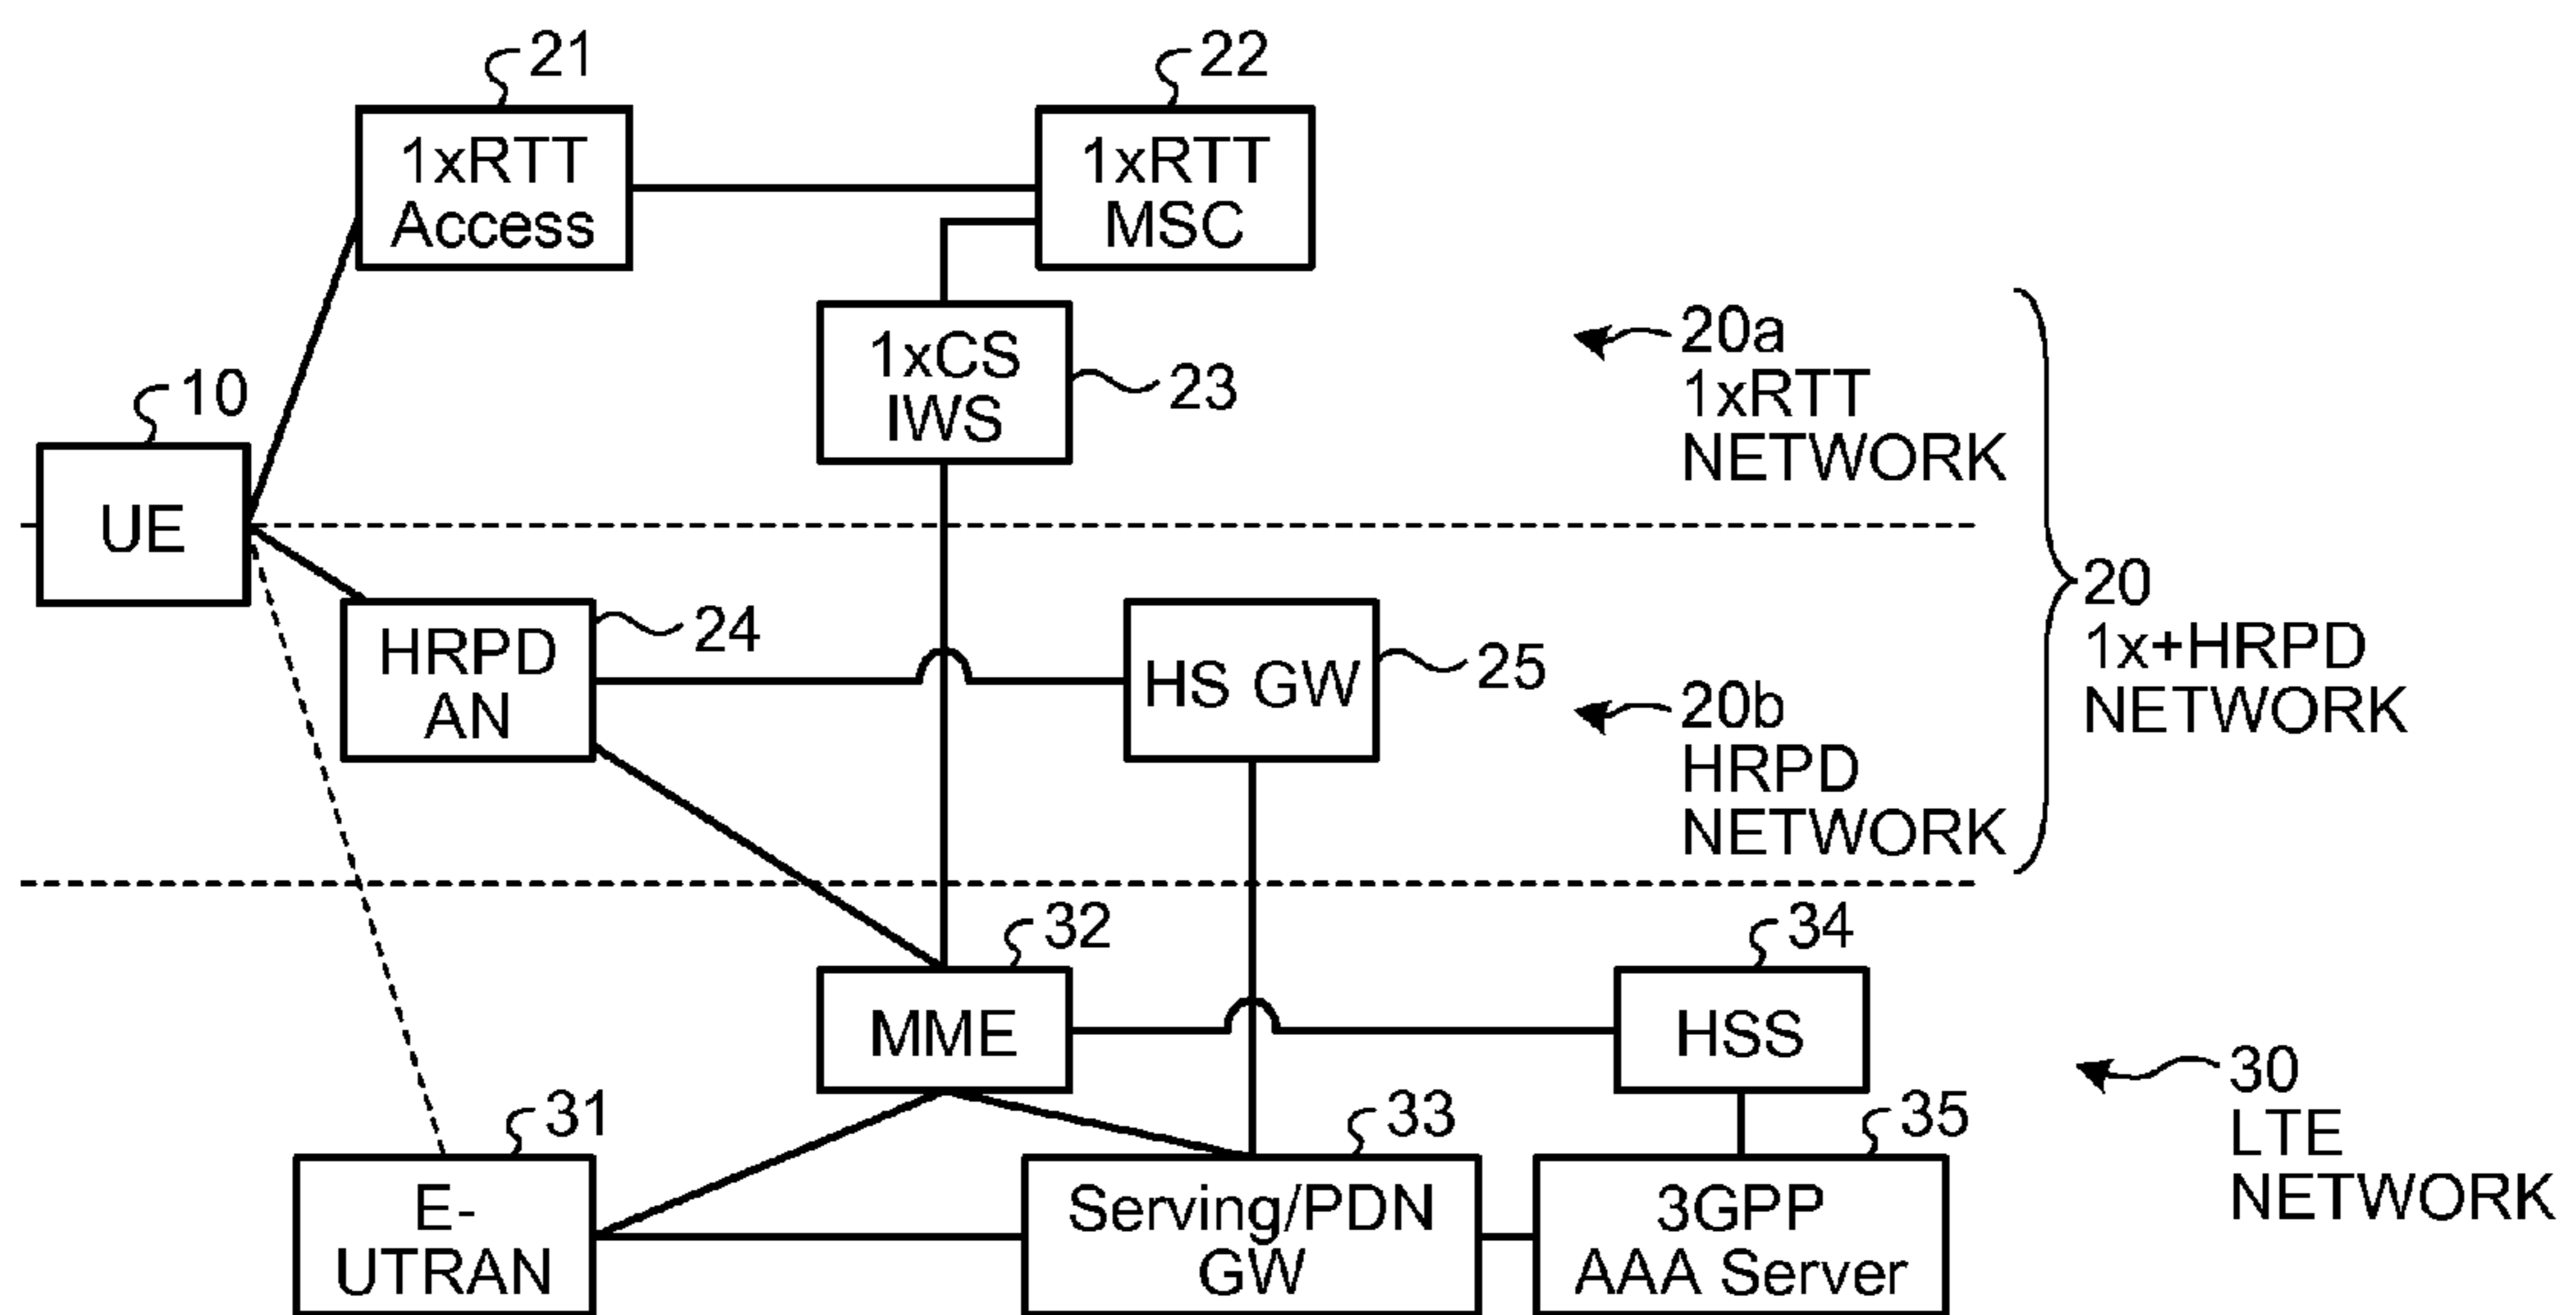 21
22
1xRTT
Access
1xRTT
MSC
1xCS
IWS
23
20a
1xRTT
NETWORK
10
UE
20
1x+HRPD
NETWORK
HRPD
AN
24
HS GW
25
20b
HRPD
NETWORK
32
34
MME
HSS
30
LTE
NETWORK
31
33
35
E-
UTRAN
Serving/PDN
GW
3GPP
AAA Server